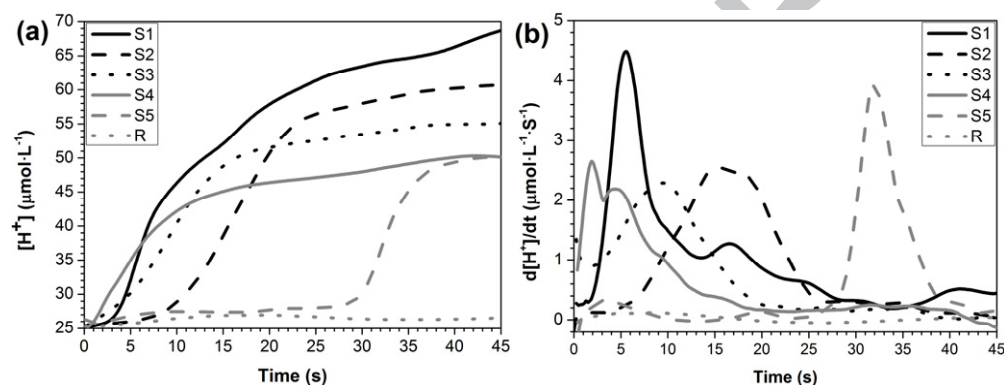 (a)
70
65
60
55
50
45
40
35
30
25
[H⁺] (μmol·L⁻¹)
S1
S2
S3
S4
S5
R
0 5 10 15 20 25 30 35 40 45
Time (s)
(b)
5
4
3
2
1
0
d[H⁺]/dt (μmol·L⁻¹·S⁻¹)
S1
S2
S3
S4
S5
R
0 5 10 15 20 25 30 35 40 45
Time (s)